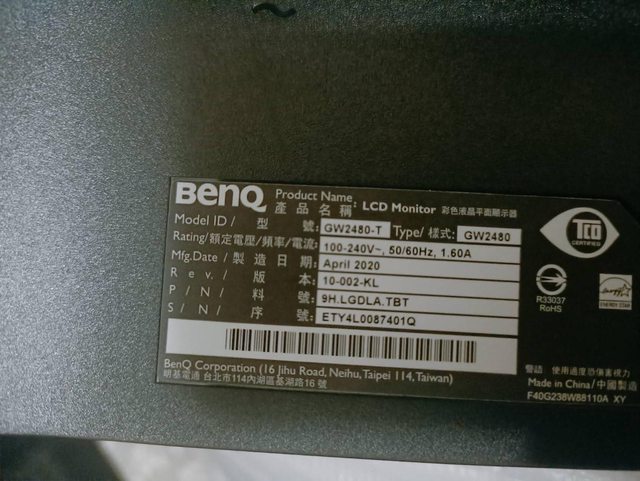 BenQ Product Name: LCD Monitor 彩色液晶平面顯示器
產品名稱:
Model ID / 型 號: GW2480-T Type/ 樣式: GW2480
Rating/額定電壓/頻率/電流: 100-240V~, 50/60Hz, 1.60A
Mfg.Date / 製造日期: April 2020
Rev. / 版 本: 10-002-KL
P / N / 料 號: 9H.LGDLA.TBT
S / N / 序 號: ETY4L0087401Q
BenQ Corporation (16 Jihu Road, Neihu, Taipei 114, Taiwan)
明基電通 台北市114內湖區基湖路16 號
TCO
CERTIFIED
R33037
RoHS
ENERGY STAR
警語 使用過度恐傷害視力
Made in China/中國製造
F40G238W88110A XY